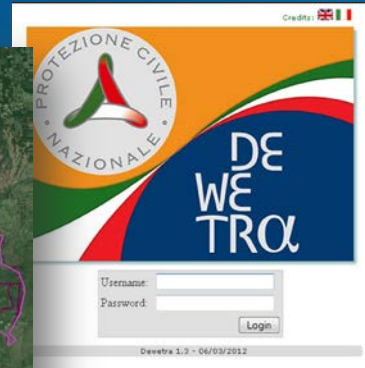 Credits:
PROTEZIONE CIVILE
NAZIONALE
DE
WE
TRα
Username:
Password:
Login
Dewetra 1.3 - 06/03/2012